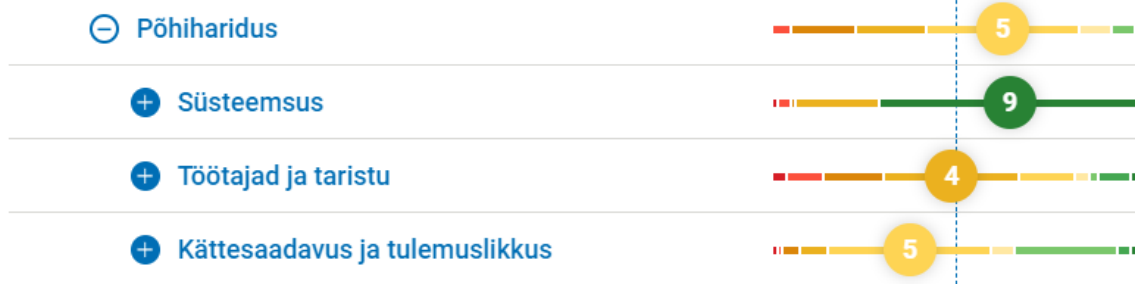 Põhiharidus 5
Süsteemsus 9
Töötajad ja taristu 4
Kättesaadavus ja tulemuslikkus 5